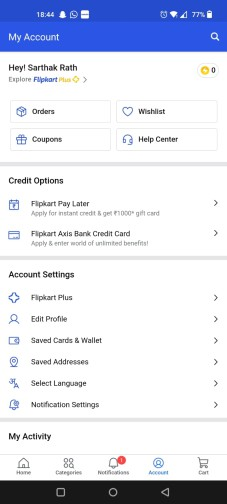 18:44
77%
My Account
Hey! Sarthak Rath
0
Explore Flipkart Plus
Orders
Wishlist
Coupons
Help Center
Credit Options
Flipkart Pay Later
Apply for instant credit & get ₹1000* gift card
Flipkart Axis Bank Credit Card
Apply & enter world of unlimited benefits!
Account Settings
Flipkart Plus
Edit Profile
Saved Cards & Wallet
Saved Addresses
Select Language
Notification Settings
My Activity
1
Home Categories Notifications Account Cart